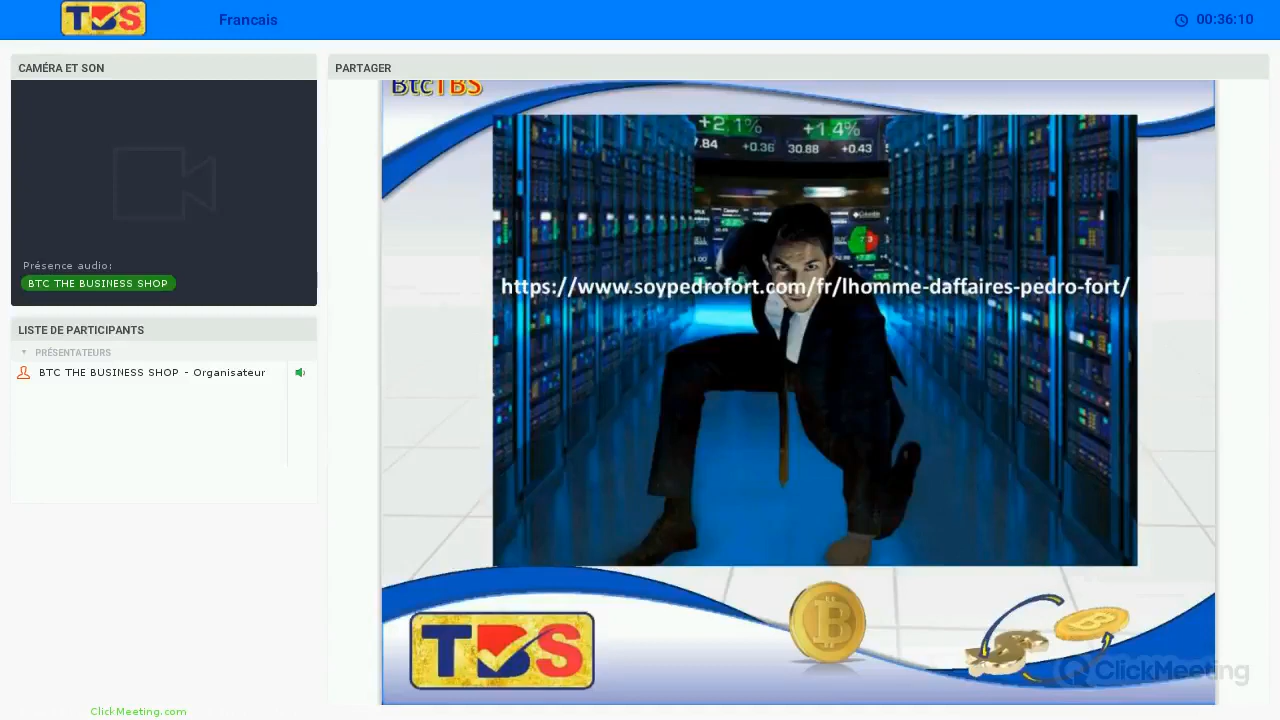 TBS
Francais
00:36:10
CAMÉRA ET SON
PARTAGER
BtcTBS
+2.1%
+1.4%
.84
+0.36
30.88
+0.43
https://www.soypedrofort.com/fr/lhomme-daffaires-pedro-fort/
Présence audio:
BTC THE BUSINESS SHOP
LISTE DE PARTICIPANTS
PRÉSENTATEURS
BTC THE BUSINESS SHOP - Organisateur
TBS
ClickMeeting
ClickMeeting.com